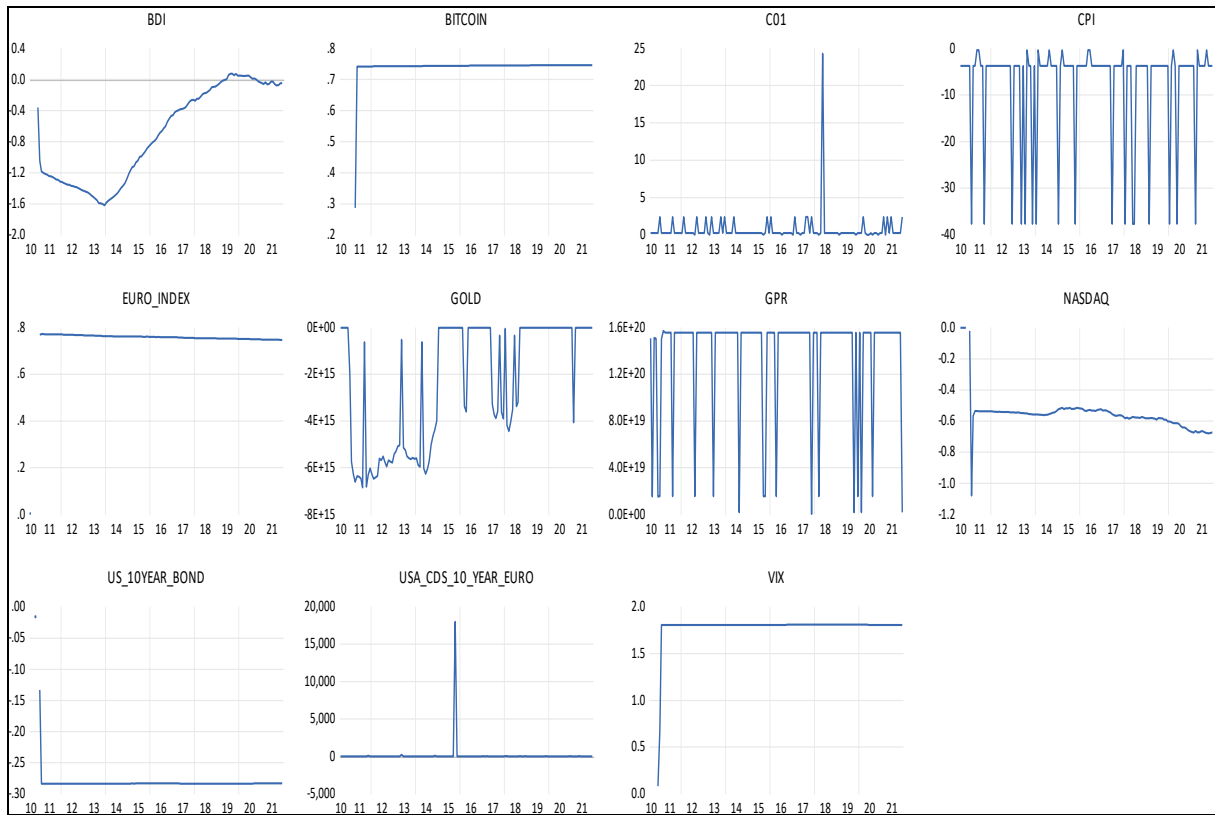 BDI
0.4
0.0
-0.4
-0.8
-1.2
-1.6
-2.0
10 11 12 13 14 15 16 17 18 19 20 21
BITCOIN
.8
.7
.6
.5
.4
.3
.2
10 11 12 13 14 15 16 17 18 19 20 21
C01
25
20
15
10
5
0
10 11 12 13 14 15 16 17 18 19 20 21
CPI
0
-10
-20
-30
-40
10 11 12 13 14 15 16 17 18 19 20 21
EURO_INDEX
.8
.6
.4
.2
.0
10 11 12 13 14 15 16 17 18 19 20 21
GOLD
0E+00
-2E+15
-4E+15
-6E+15
-8E+15
10 11 12 13 14 15 16 17 18 19 20 21
GPR
1.6E+20
1.2E+20
8.0E+19
4.0E+19
0.0E+00
10 11 12 13 14 15 16 17 18 19 20 21
NASDAQ
0.0
-0.2
-0.4
-0.6
-0.8
-1.0
-1.2
10 11 12 13 14 15 16 17 18 19 20 21
US_10YEAR_BOND
.00
-.05
-.10
-.15
-.20
-.25
-.30
10 11 12 13 14 15 16 17 18 19 20 21
USA_CDS_10_YEAR_EURO
20,000
15,000
10,000
5,000
0
-5,000
10 11 12 13 14 15 16 17 18 19 20 21
VIX
2.0
1.5
1.0
0.5
0.0
10 11 12 13 14 15 16 17 18 19 20 21